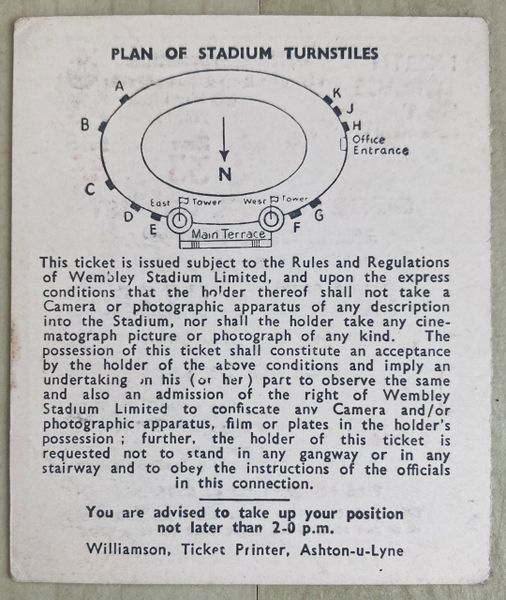 PLAN OF STADIUM TURNSTILES
A
K
J
B
H
Office
Entrance
N
C
D
East Tower
West Tower
G
E
F
Main Terrace
This ticket is issued subject to the Rules and Regulations
of Wembley Stadium Limited, and upon the express
conditions that the holder thereof shall not take a
Camera or photographic apparatus of any description
into the Stadium, nor shall the holder take any cine-
matograph picture or photograph of any kind. The
possession of this ticket shall constitute an acceptance
by the holder of the above conditions and imply an
undertaking on his (or her) part to observe the same
and also an admission of the right of Wembley
Stadium Limited to confiscate any Camera and/or
photographic apparatus, film or plates in the holder's
possession ; further, the holder of this ticket is
requested not to stand in any gangway or in any
stairway and to obey the instructions of the officials
in this connection.
You are advised to take up your position
not later than 2-0 p.m.
Williamson, Ticket Printer, Ashton-u-Lyne